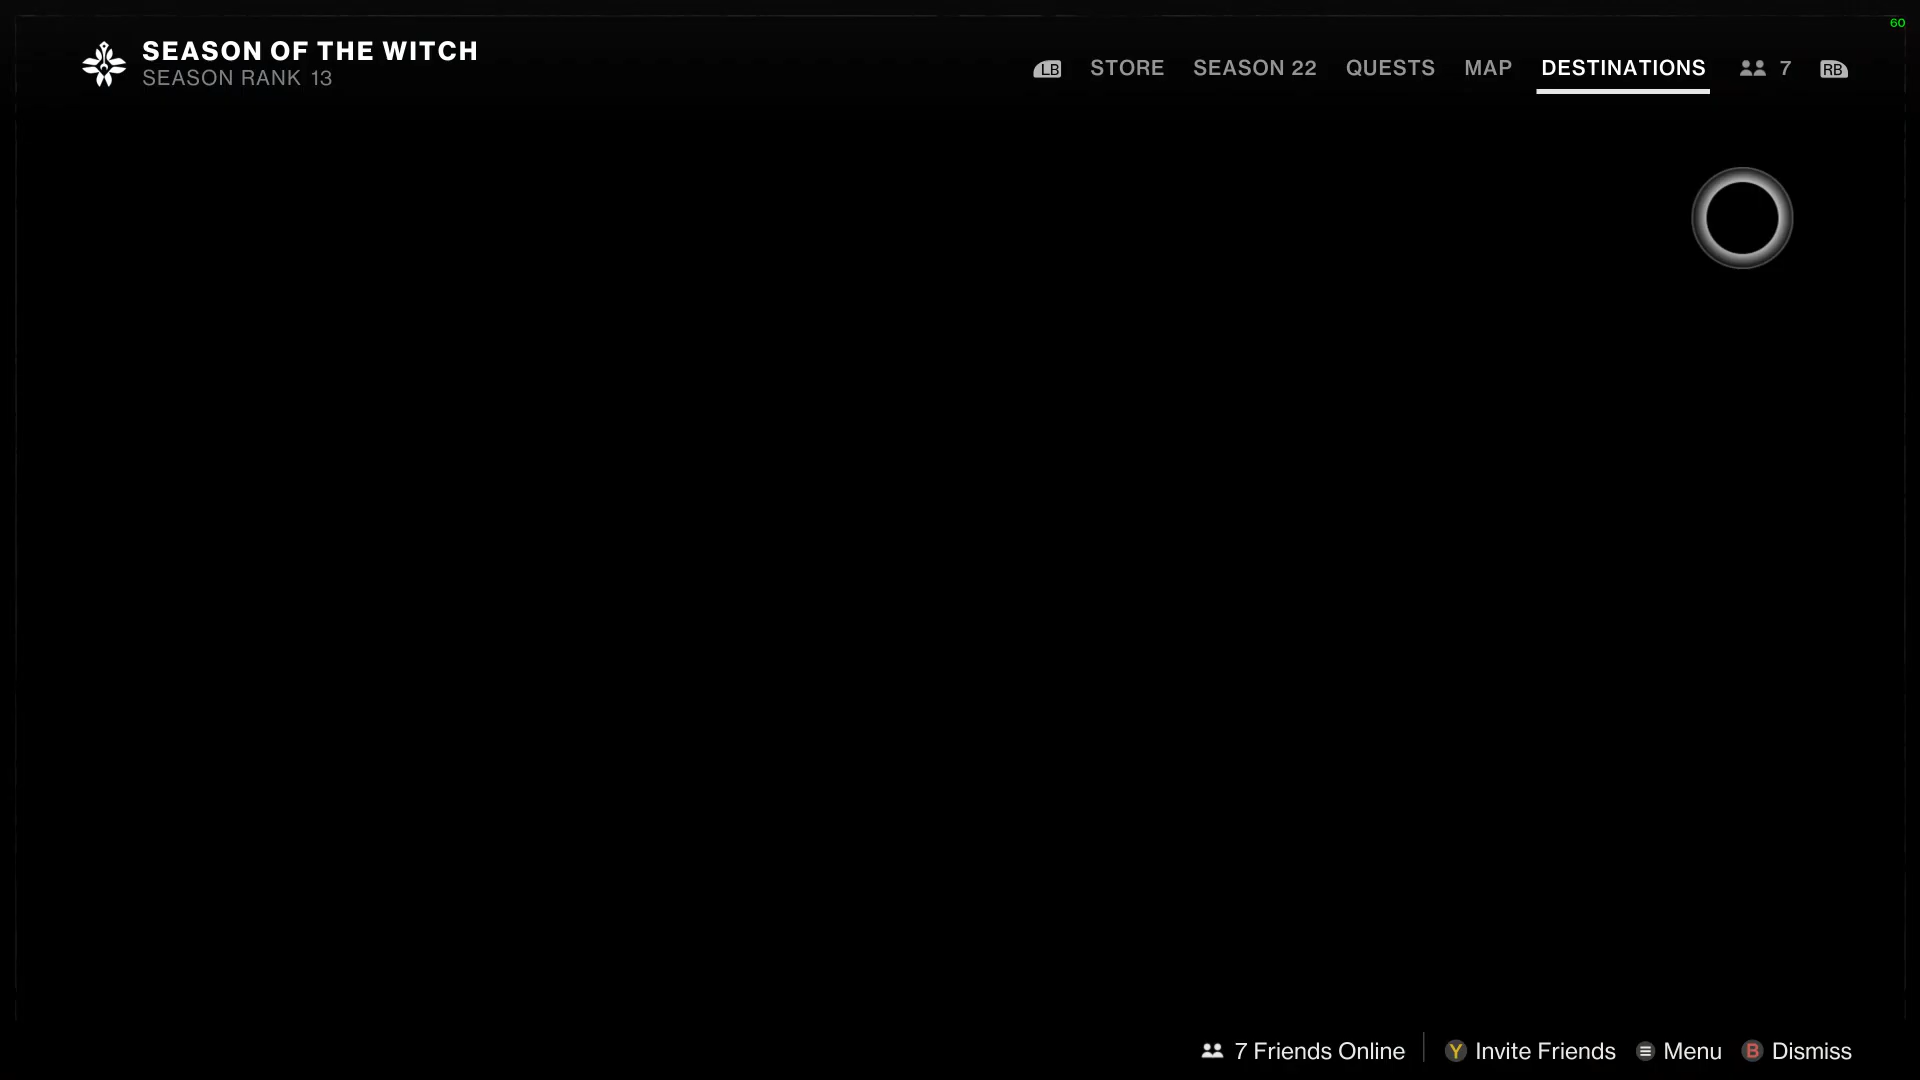 60
SEASON OF THE WITCH
SEASON RANK 13
LB STORE SEASON 22 QUESTS MAP DESTINATIONS 7 RB
7 Friends Online Y Invite Friends Menu B Dismiss